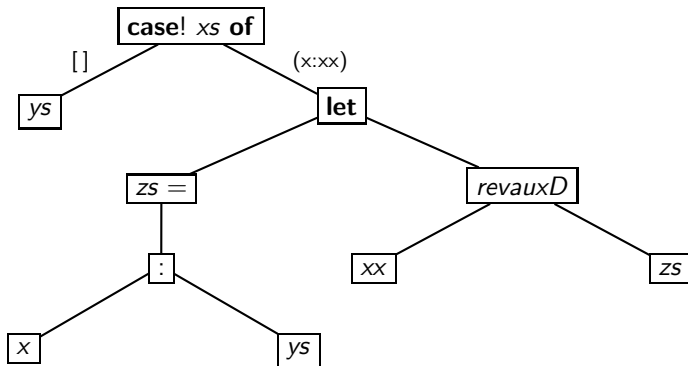 case! xs of
[ ]
(x:xx)
ys
let
zs =
revauxD
:
xx
zs
x
ys